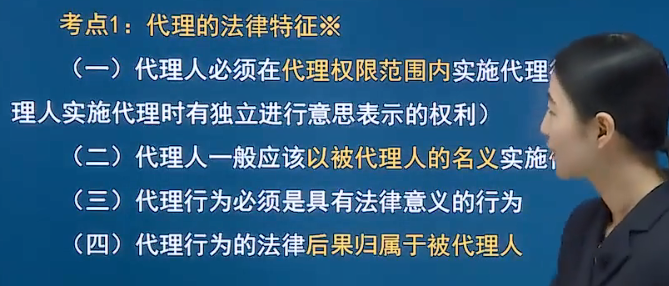 考点1：代理的法律特征※
（一）代理人必须在代理权限范围内实施代理
理人实施代理时有独立进行意思表示的权利）
（二）代理人一般应该以被代理人的名义实施
（三）代理行为必须是具有法律意义的行为
（四）代理行为的法律后果归属于被代理人